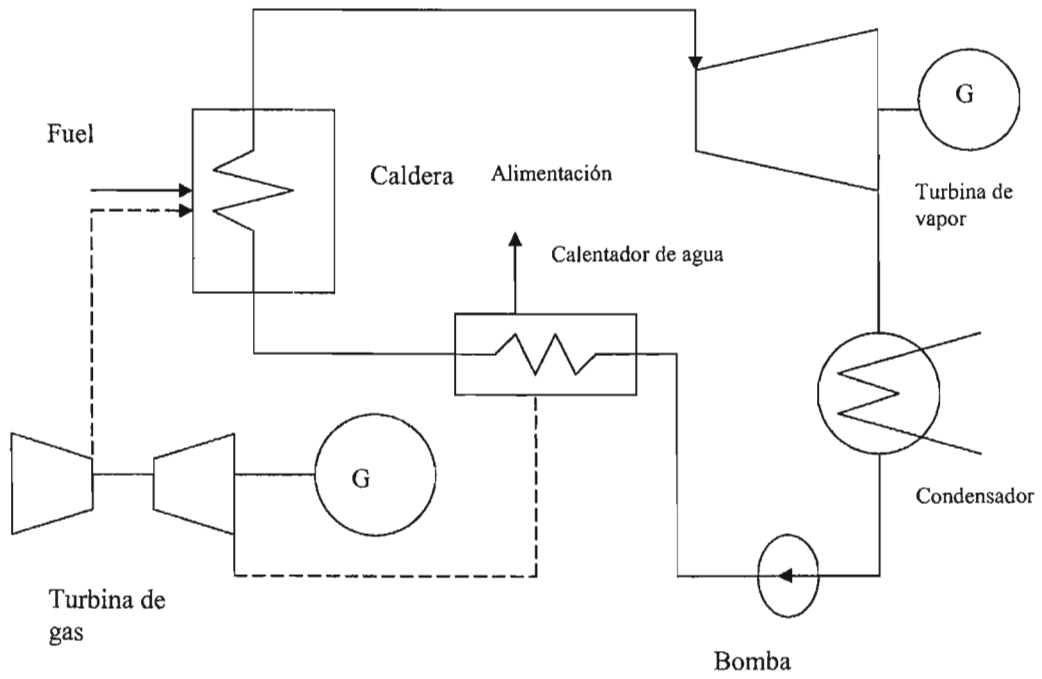 Fuel
Caldera
Alimentación
Calentador de agua
G
Turbina de
vapor
G
Condensador
Turbina de
gas
Bomba